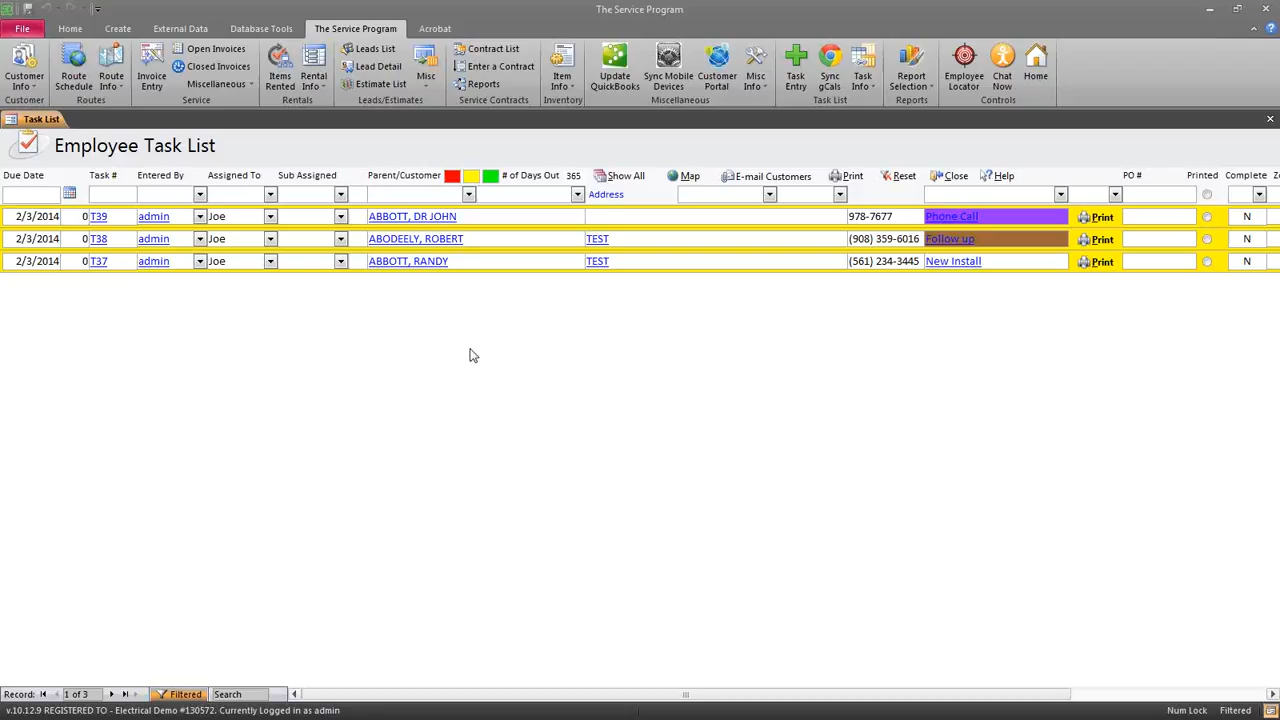 The Service Program
File Home Create External Data Database Tools The Service Program Acrobat
Customer Info
Customer
Route Schedule
Route Info
Routes
Invoice Entry
Open Invoices
Closed Invoices
Miscellaneous
Service
Items Rented
Rental Info
Rentals
Leads List
Lead Detail
Estimate List
Misc
Leads/Estimates
Contract List
Enter a Contract
Reports
Service Contracts
Item Info
Inventory
Update QuickBooks
Sync Mobile Devices
Customer Portal
Misc Info
Miscellaneous
Task Entry
Sync gCals
Task Info
Task List
Report Selection
Reports
Employee Locator
Chat Now
Home
Controls
Task List
Employee Task List
Due Date Task # Entered By Assigned To Sub Assigned Parent/Customer # of Days Out 365 Show All Map E-mail Customers Print Reset Close Help PO # Printed Complete
Address
2/3/2014 0 T39 admin Joe ABBOTT, DR JOHN 978-7677 Phone Call Print N
2/3/2014 0 T38 admin Joe ABODEELY, ROBERT TEST (908) 359-6016 Follow up Print N
2/3/2014 0 T37 admin Joe ABBOTT, RANDY TEST (561) 234-3445 New Install Print N
Record: 1 of 3 Filtered Search
v.10.12.9 REGISTERED TO - Electrical Demo #130572. Currently Logged in as admin Num Lock Filtered